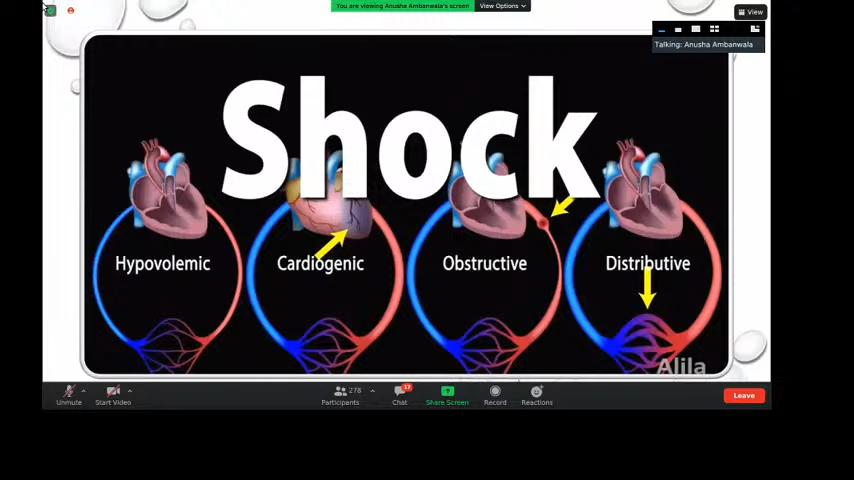 You are viewing Anusha Ambanwala's screen
View Options
View
Talking: Anusha Ambanwala
Shock
Hypovolemic
Cardiogenic
Obstructive
Distributive
Alila
Unmute
Start Video
278
Participants
17
Chat
Share Screen
Record
Reactions
Leave